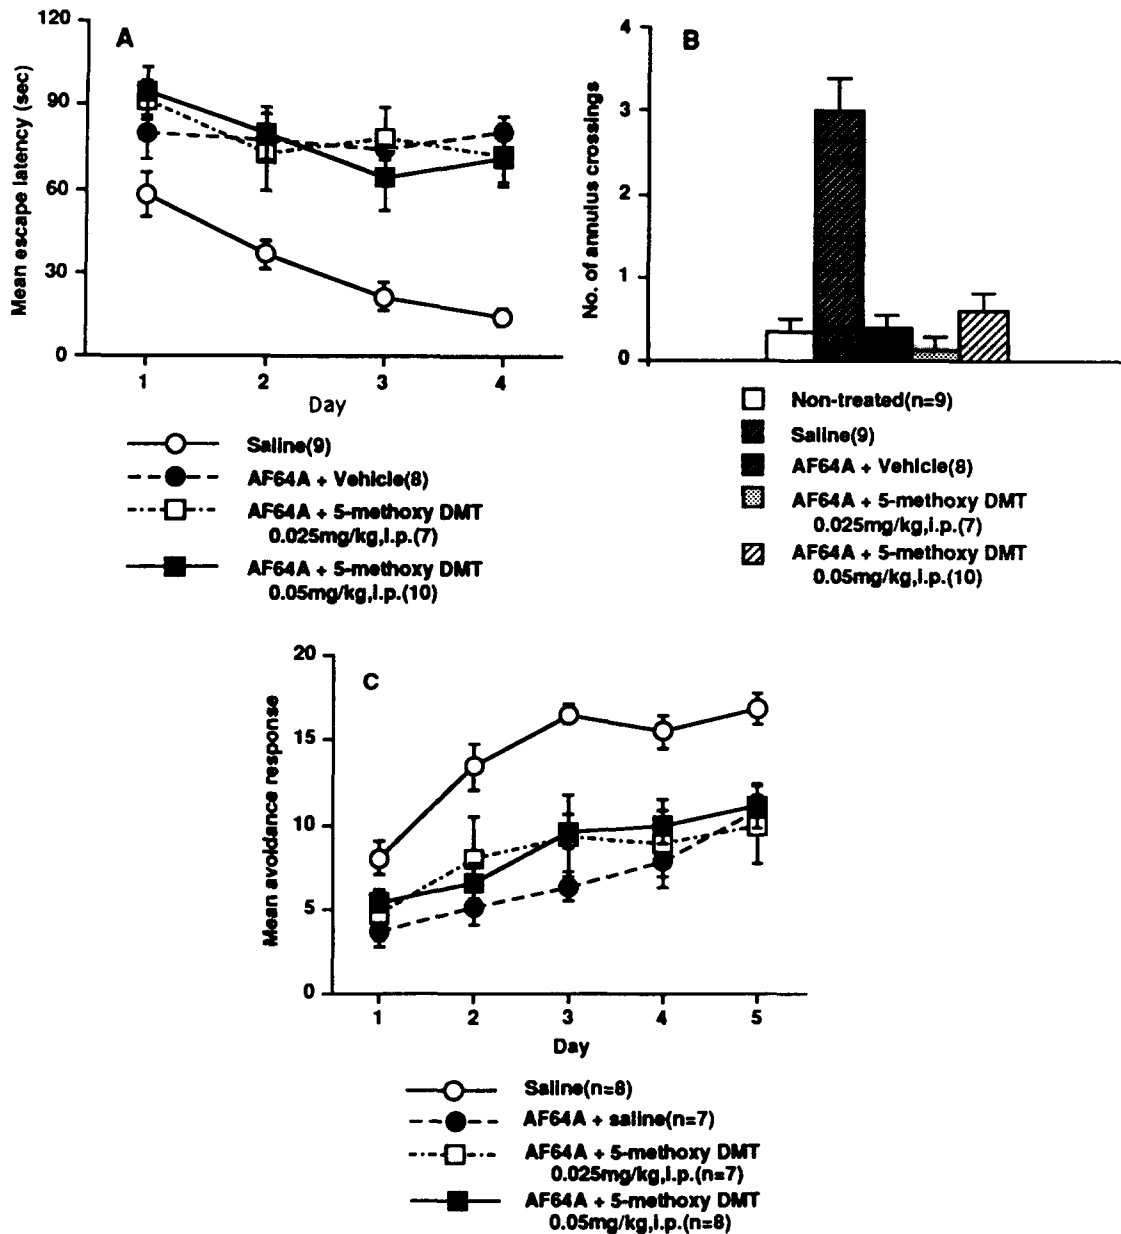 A
Mean escape latency (sec)
120
90
60
30
0
1 2 3 4
Day
Saline(9)
AF64A + Vehicle(8)
AF64A + 5-methoxy DMT
0.025mg/kg,i.p.(7)
AF64A + 5-methoxy DMT
0.05mg/kg,i.p.(10)
B
No. of annulus crossings
4
3
2
1
0
Non-treated(n=9)
Saline(9)
AF64A + Vehicle(8)
AF64A + 5-methoxy DMT
0.025mg/kg,i.p.(7)
AF64A + 5-methoxy DMT
0.05mg/kg,i.p.(10)
C
Mean avoidance response
20
15
10
5
0
1 2 3 4 5
Day
Saline(n=8)
AF64A + saline(n=7)
AF64A + 5-methoxy DMT
0.025mg/kg,i.p.(n=7)
AF64A + 5-methoxy DMT
0.05mg/kg,i.p.(n=8)